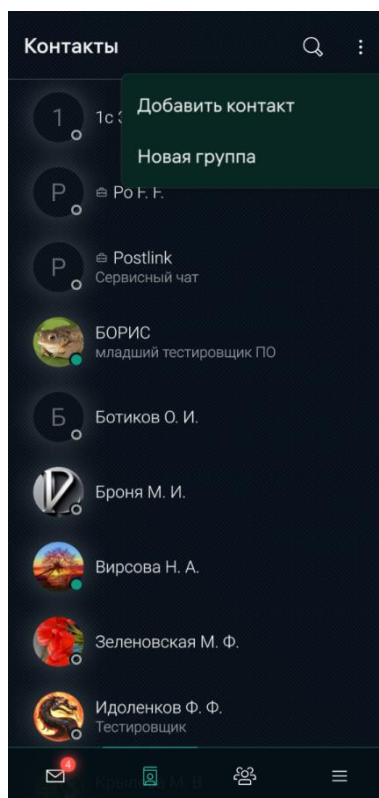 Контакты
Добавить контакт
Новая группа
1
1с
P
Po F. F.
P
Postlink
Сервисный чат
БОРИС
младший тестировщик ПО
Б
Ботиков О. И.
Броня М. И.
Вирсова Н. А.
Зеленовская М. Ф.
Идоленков Ф. Ф.
Тестировщик
4
М. В